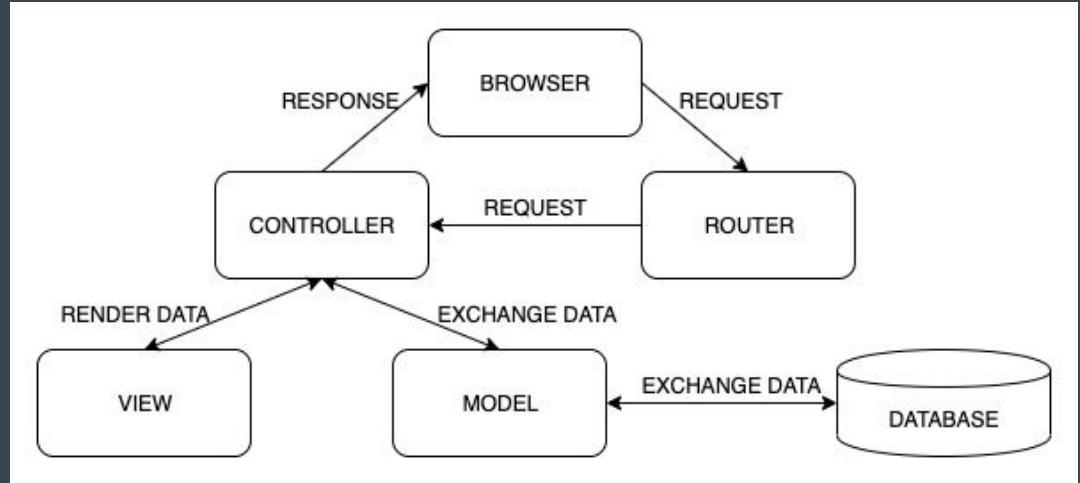 BROWSER
RESPONSE
REQUEST
CONTROLLER
REQUEST
ROUTER
RENDER DATA
EXCHANGE DATA
VIEW
MODEL
EXCHANGE DATA
DATABASE